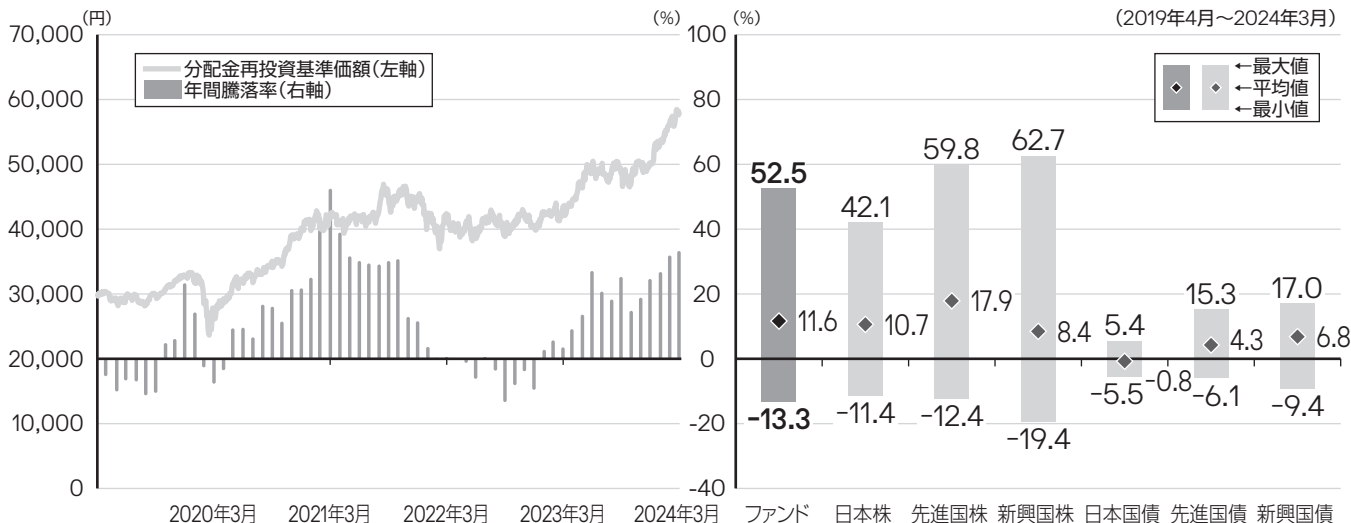 (円)
(%)
70,000
60,000
50,000
40,000
30,000
20,000
10,000
0
分配金再投資基準価額(左軸)
年間騰落率(右軸)
2020年3月
2021年3月
2022年3月
2023年3月
2024年3月
(%)
(2019年4月～2024年3月)
100
80
60
40
20
0
-20
-40
←最大値
←平均値
←最小値
52.5
11.6
-13.3
42.1
10.7
-11.4
59.8
17.9
-12.4
62.7
8.4
-19.4
5.4
-0.8
-5.5
15.3
4.3
-6.1
17.0
6.8
-9.4
ファンド
日本株
先進国株
新興国株
日本国債
先進国債
新興国債